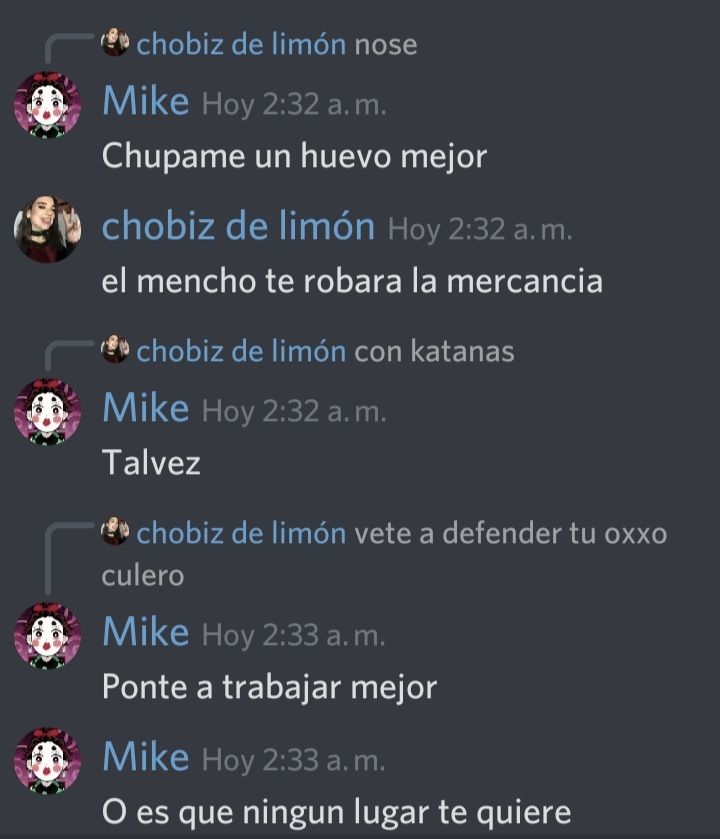 chobiz de limón nose
Mike Hoy 2:32 a. m.
Chupame un huevo mejor
chobiz de limón Hoy 2:32 a. m.
el mencho te robara la mercancia
chobiz de limón con katanas
Mike Hoy 2:32 a. m.
Talvez
chobiz de limón vete a defender tu oxxo
culero
Mike Hoy 2:33 a. m.
Ponte a trabajar mejor
Mike Hoy 2:33 a. m.
O es que ningun lugar te quiere